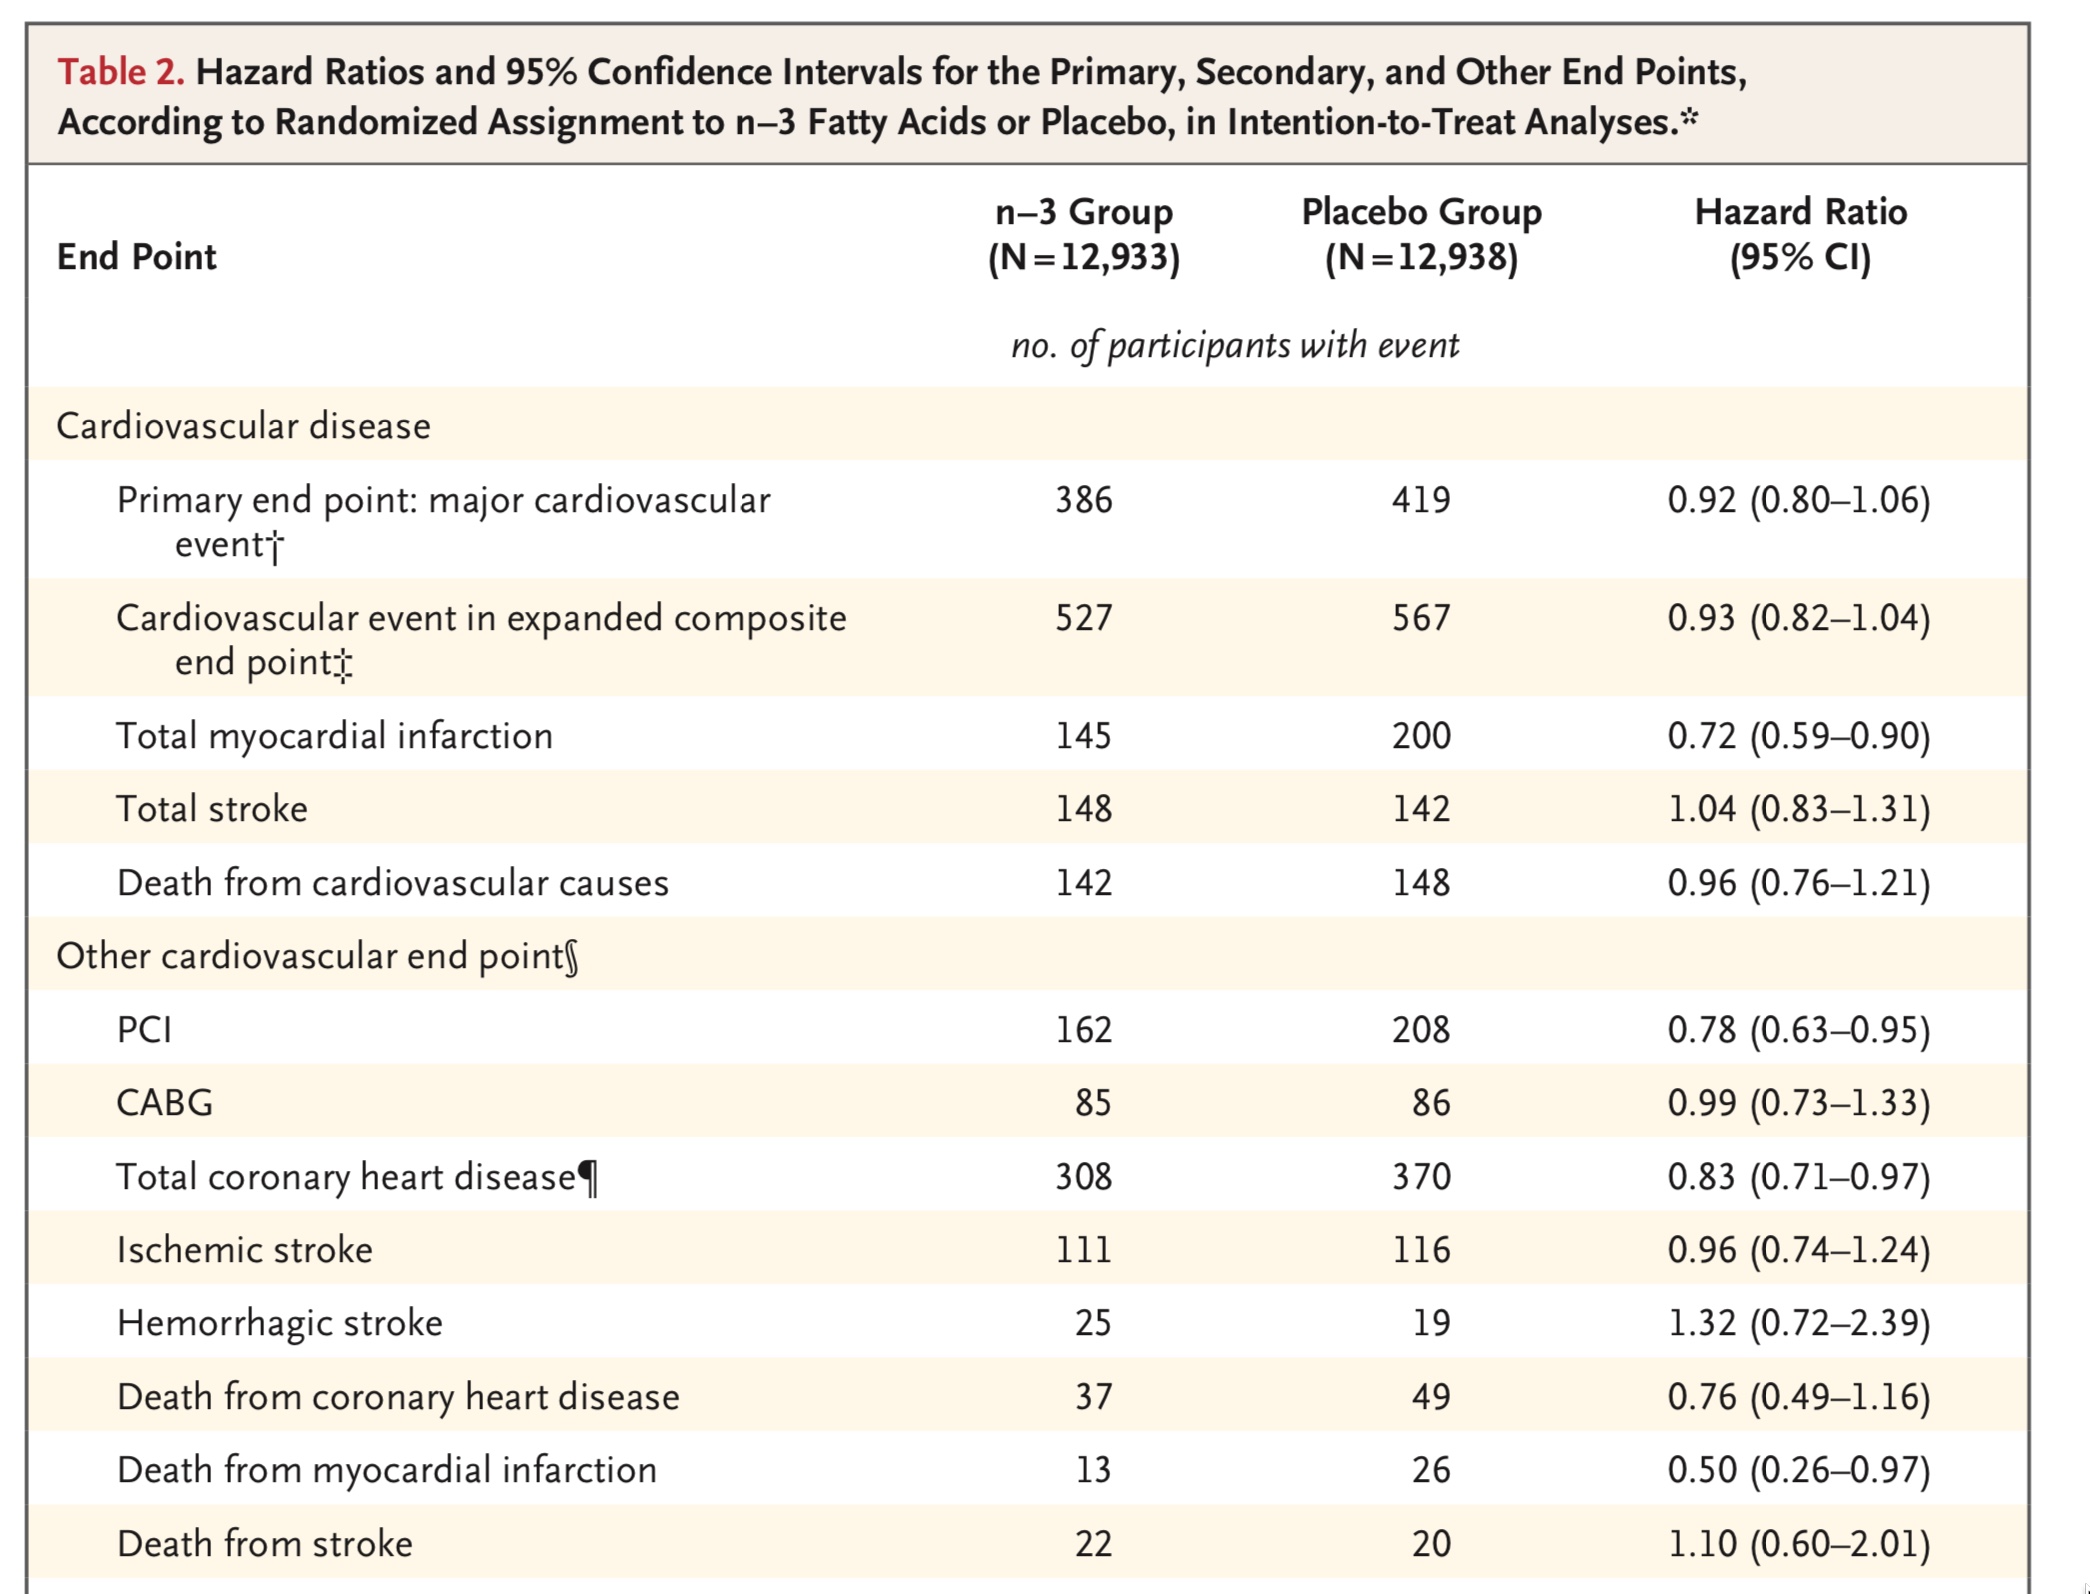 Table 2. Hazard Ratios and 95% Confidence Intervals for the Primary, Secondary, and Other End Points,
According to Randomized Assignment to n–3 Fatty Acids or Placebo, in Intention-to-Treat Analyses.*
End Point n–3 Group (N=12,933) Placebo Group (N=12,938) Hazard Ratio (95% CI)
no. of participants with event
Cardiovascular disease
Primary end point: major cardiovascular 386 419 0.92 (0.80–1.06)
event†
Cardiovascular event in expanded composite 527 567 0.93 (0.82–1.04)
end point‡
Total myocardial infarction 145 200 0.72 (0.59–0.90)
Total stroke 148 142 1.04 (0.83–1.31)
Death from cardiovascular causes 142 148 0.96 (0.76–1.21)
Other cardiovascular end point§
PCI 162 208 0.78 (0.63–0.95)
CABG 85 86 0.99 (0.73–1.33)
Total coronary heart disease¶ 308 370 0.83 (0.71–0.97)
Ischemic stroke 111 116 0.96 (0.74–1.24)
Hemorrhagic stroke 25 19 1.32 (0.72–2.39)
Death from coronary heart disease 37 49 0.76 (0.49–1.16)
Death from myocardial infarction 13 26 0.50 (0.26–0.97)
Death from stroke 22 20 1.10 (0.60–2.01)